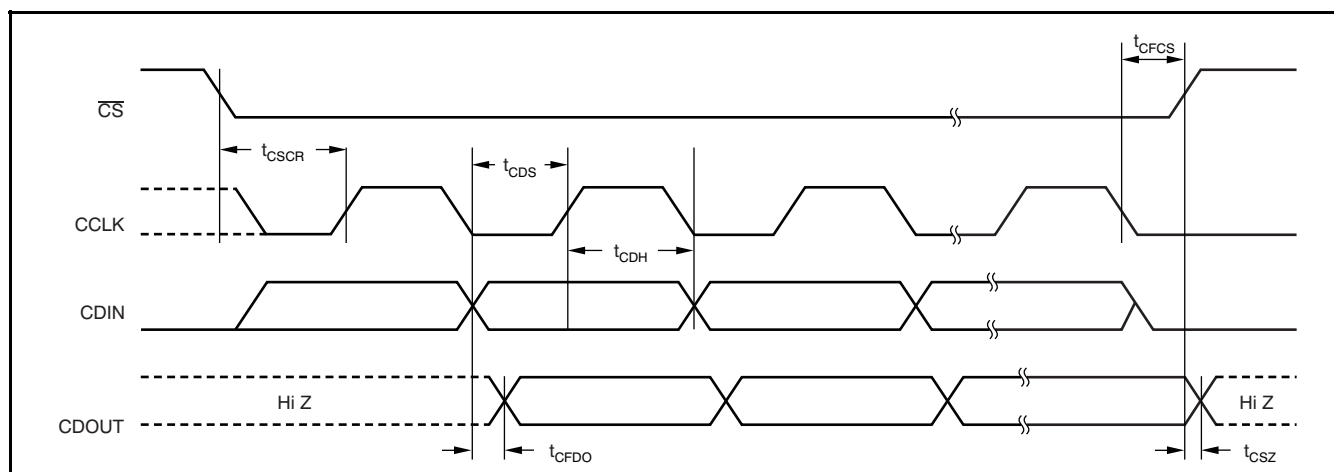 tCFCS
CS
tCSCR
tCDS
CCLK
tCDH
CDIN
Hi Z
Hi Z
CDOUT
tCFDO
tCSZ